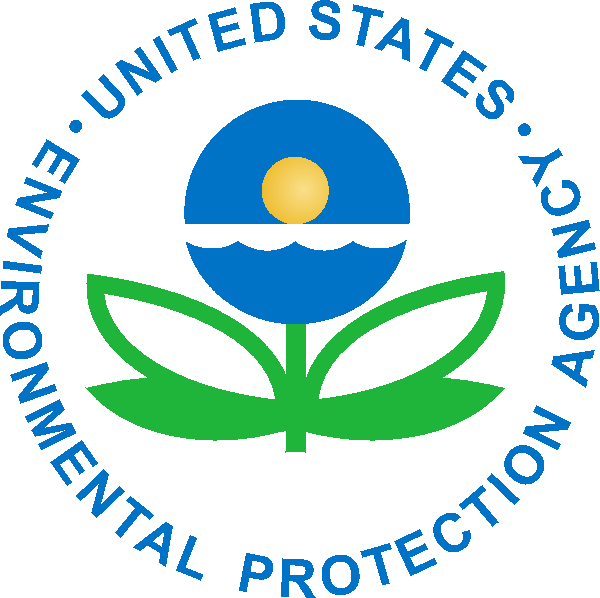 UNITED STATES
• ENVIRONMENTAL PROTECTION AGENCY •